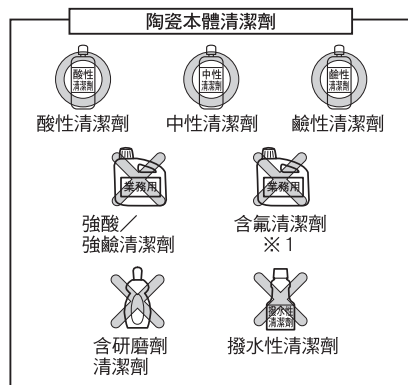 陶瓷本體清潔劑
酸性
清潔劑
中性
清潔劑
鹼性
清潔劑
酸性清潔劑
中性清潔劑
鹼性清潔劑
業務用
業務用
強酸／
強鹼清潔劑
含氟清潔劑
※1
撥水性
清潔劑
含研磨劑
清潔劑
撥水性清潔劑